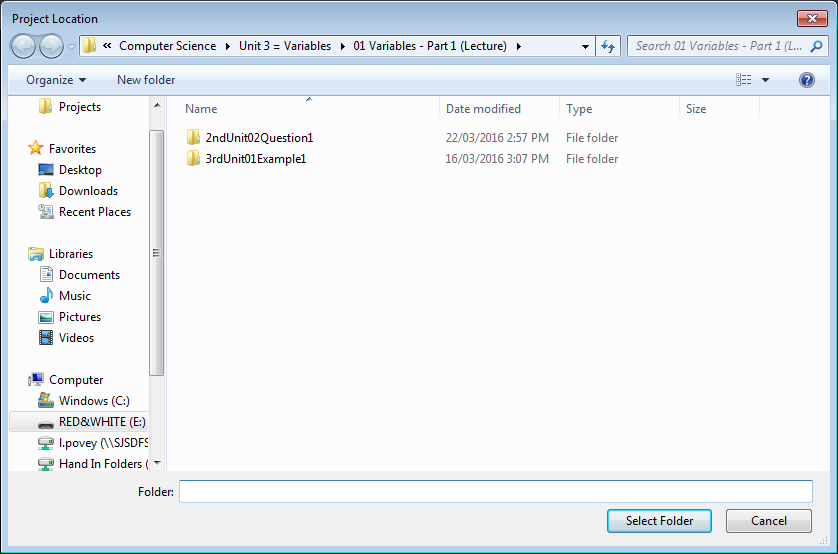 Project Location
« Computer Science Unit 3 = Variables 01 Variables - Part 1 (Lecture) Search 01 Variables - Part 1 (L...
Organize New folder
Projects
Favorites
Desktop
Downloads
Recent Places
Libraries
Documents
Music
Pictures
Videos
Computer
Windows (C:)
RED&WHITE (E:)
l.povey (\\SJSDFS
Hand In Folders (
Name Date modified Type Size
2ndUnit02Question1 22/03/2016 2:57 PM File folder
3rdUnit01Example1 16/03/2016 3:07 PM File folder
Folder:
Select Folder Cancel